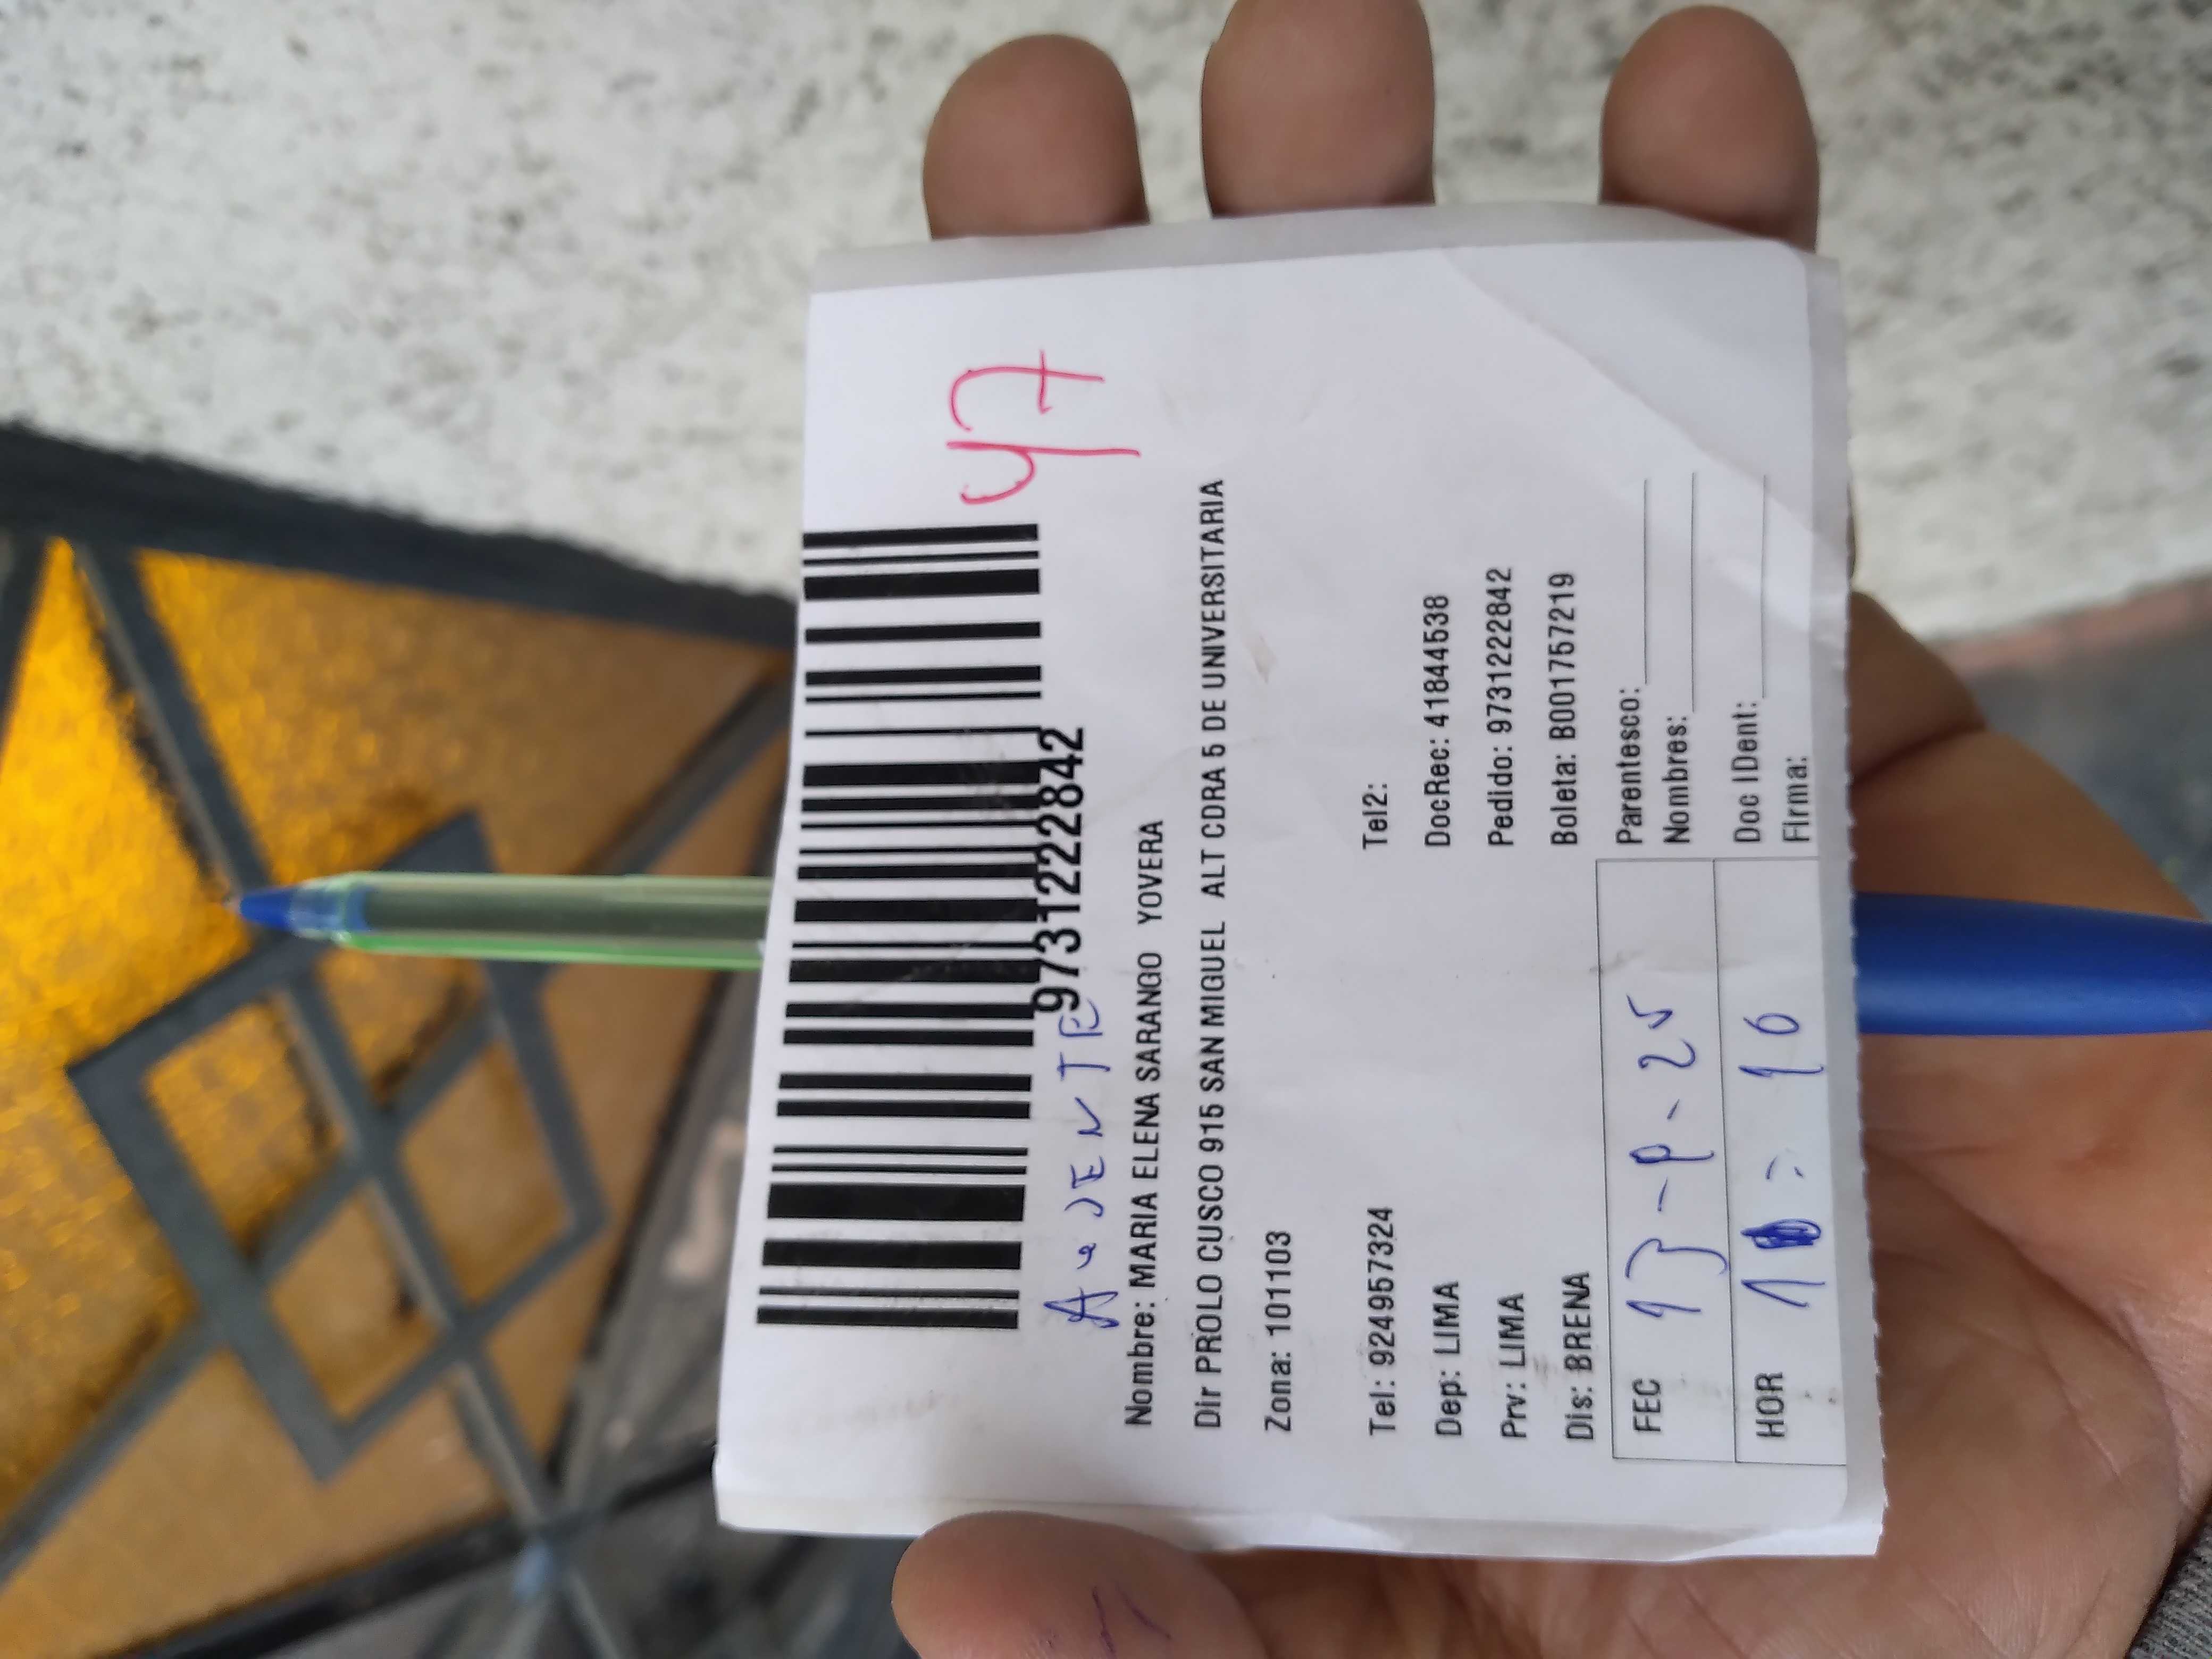 47
9731222842
AUSENTE
Nombre: MARIA ELENA SARANGO YOVERA
Dir PROLO CUSCO 915 SAN MIGUEL ALT CDRA 5 DE UNIVERSITARIA
Zona: 101103
Tel: 924957324 Tel2:
Dep: LIMA DocRec: 41844538
Prv: LIMA Pedido: 9731222842
Dis: BRENA Boleta: B001757219
FEC Parentesco:
Nombres:
HOR Doc IDent:
Firma: